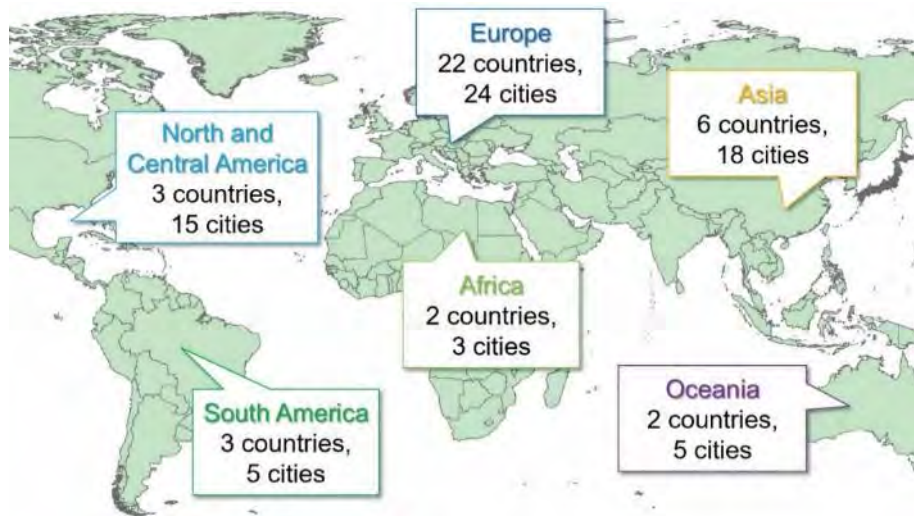 Europe
22 countries,
24 cities
Asia
6 countries,
18 cities
North and
Central America
3 countries,
15 cities
Africa
2 countries,
3 cities
Oceania
2 countries,
5 cities
South America
3 countries,
5 cities